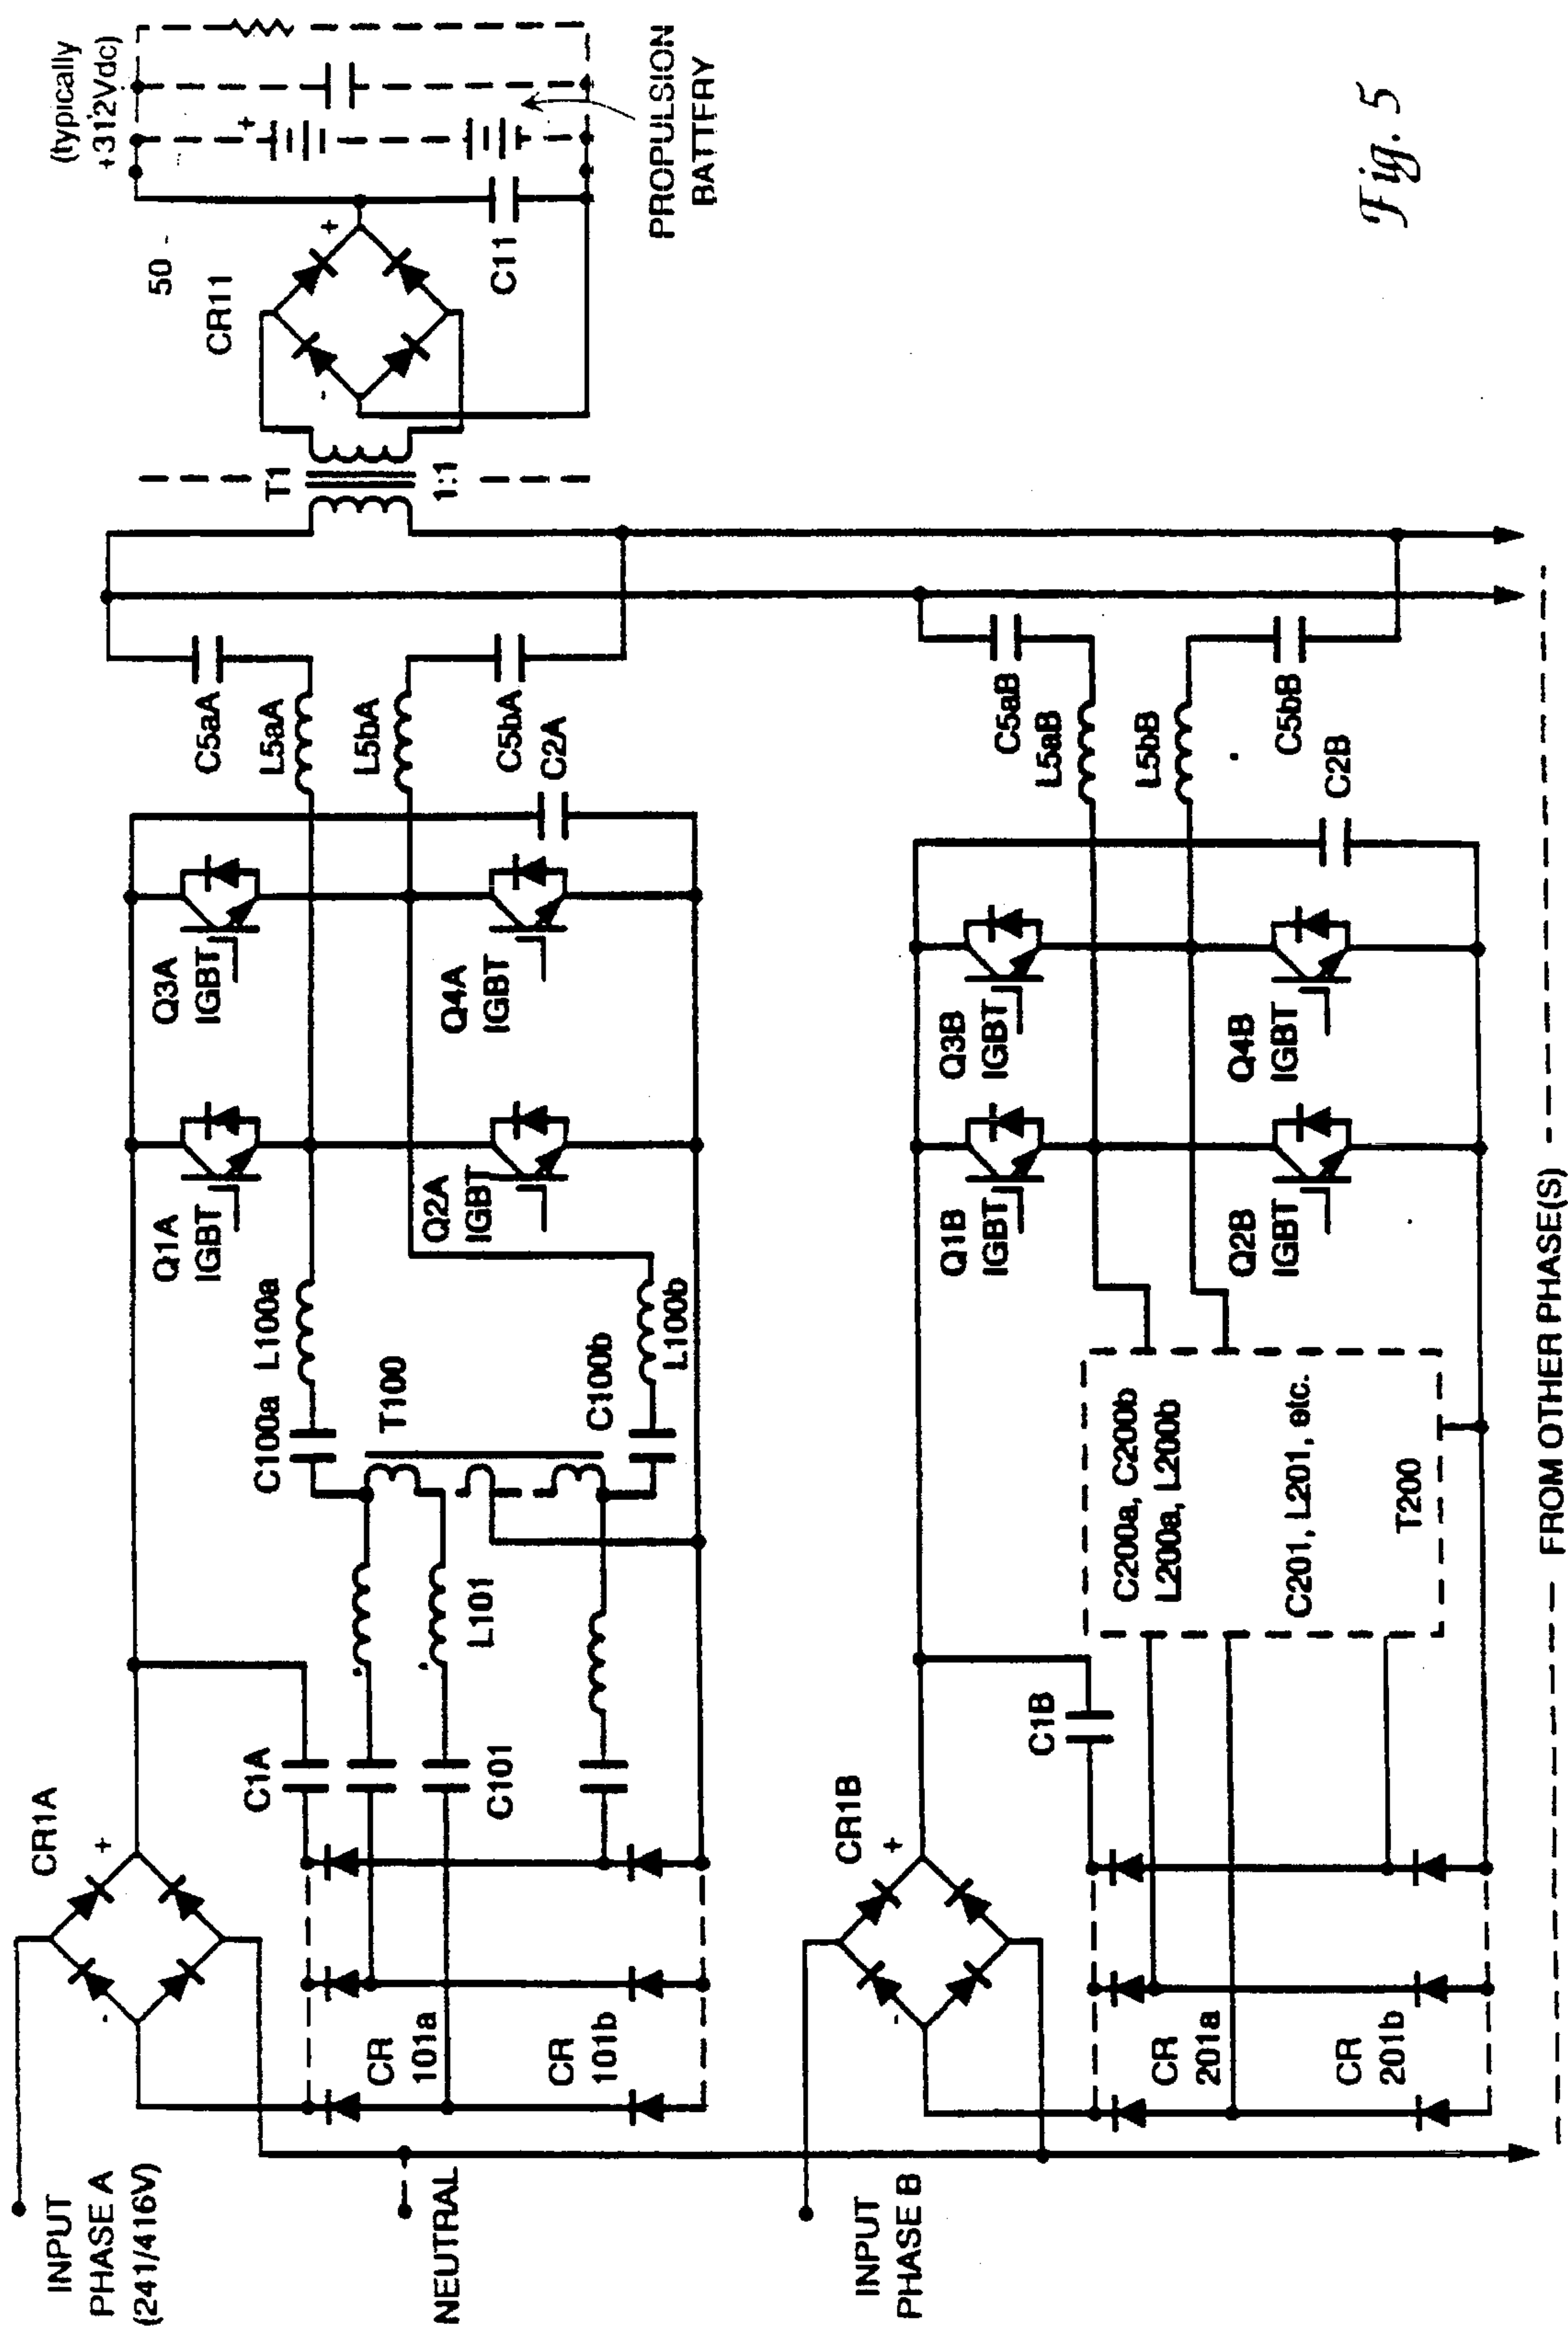 INPUT
PHASE A
(241/416V)
NEUTRAL
CR1A
+
-
C1A
CR
101a
CR
101b
C101
L101
C100a
L100a
T100
C100b
L100b
Q1A
IGBT
Q2A
IGBT
Q3A
IGBT
Q4A
IGBT
C5aA
L5aA
L5bA
C5bA
C2A
T1
1:1
50 -
CR11
+
-
C11
(typically
+312Vdc)
+
PROPULSION
BATTERY
INPUT
PHASE B
CR1B
+
-
C1B
CR
201a
CR
201b
C200a, C200b
L200a, L200b
C201, L201, etc.
T200
Q1B
IGBT
Q2B
IGBT
Q3B
IGBT
Q4B
IGBT
C5aB
L5aB
L5bB
C5bB
C2B
FROM OTHER PHASE(S)
Fig. 5